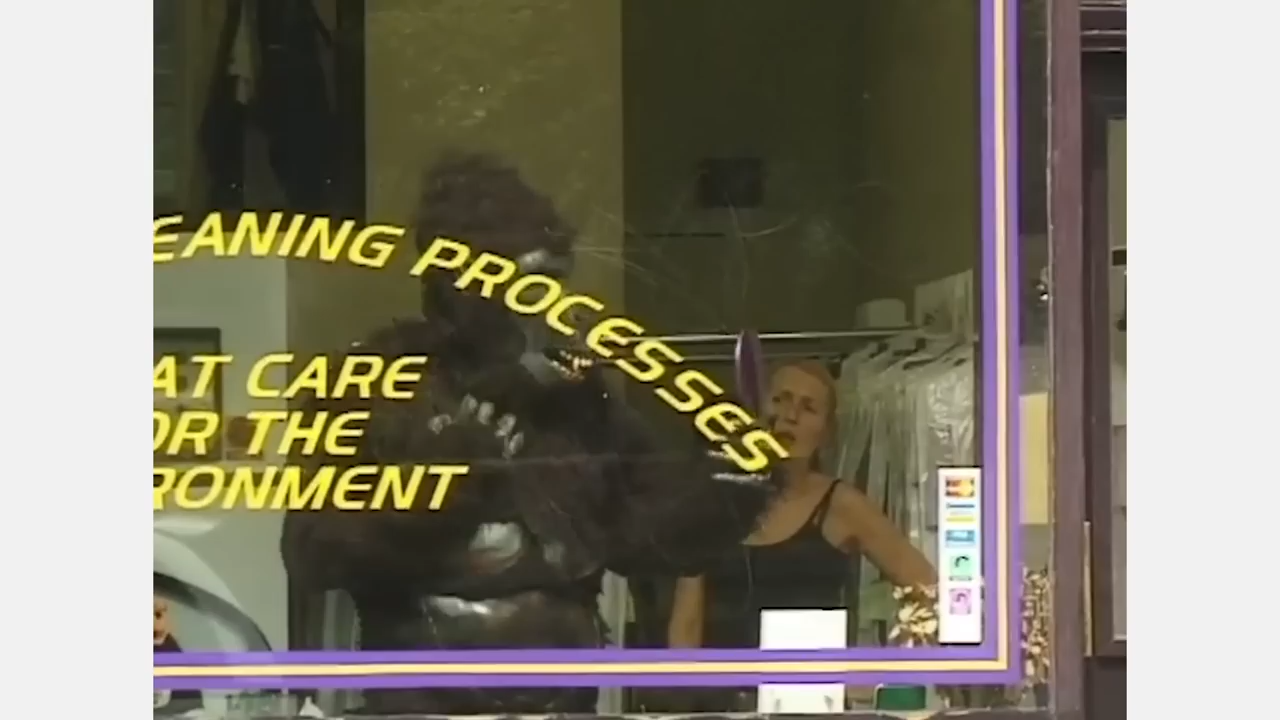 EANING PROCESSES
AT CARE
OR THE
RONMENT